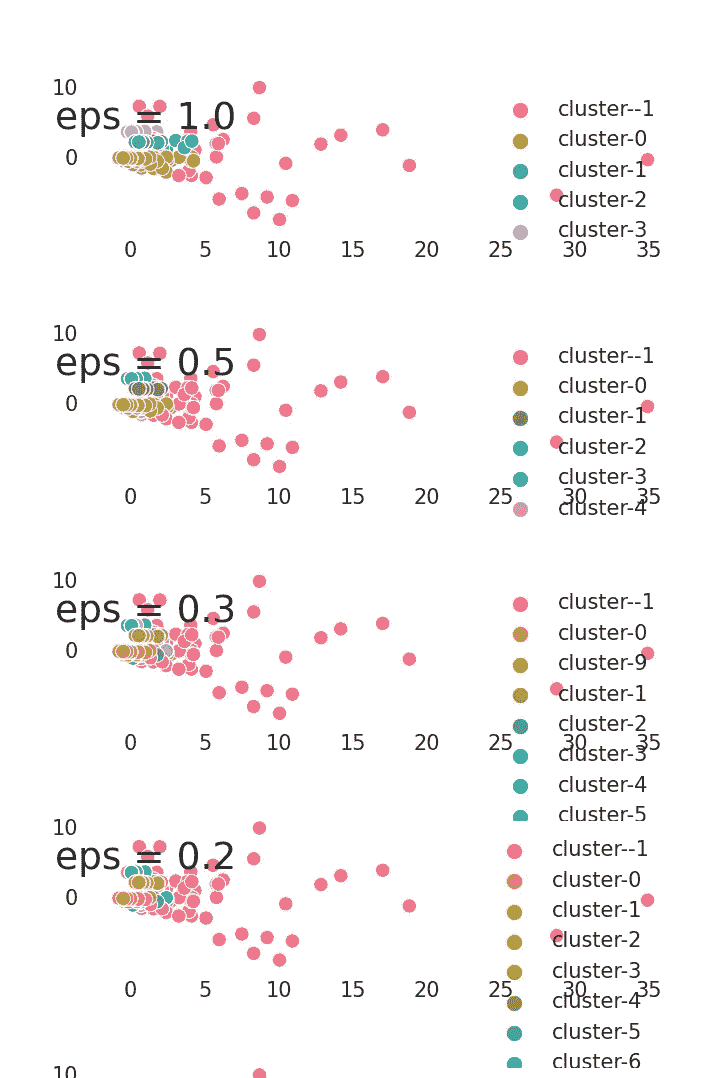 10
eps = 1.0
0
cluster--1
cluster-0
cluster-1
cluster-2
cluster-3
0 5 10 15 20 25 30 35
10
eps = 0.5
0
cluster--1
cluster-0
cluster-1
cluster-2
cluster-3
cluster-4
0 5 10 15 20 25 30 35
10
eps = 0.3
0
cluster--1
cluster-0
cluster-9
cluster-1
cluster-2
cluster-3
cluster-4
cluster-5
0 5 10 15 20 25 30 35
10
eps = 0.2
0
cluster--1
cluster-0
cluster-1
cluster-2
cluster-3
cluster-4
cluster-5
cluster-6
0 5 10 15 20 25 30 35
10